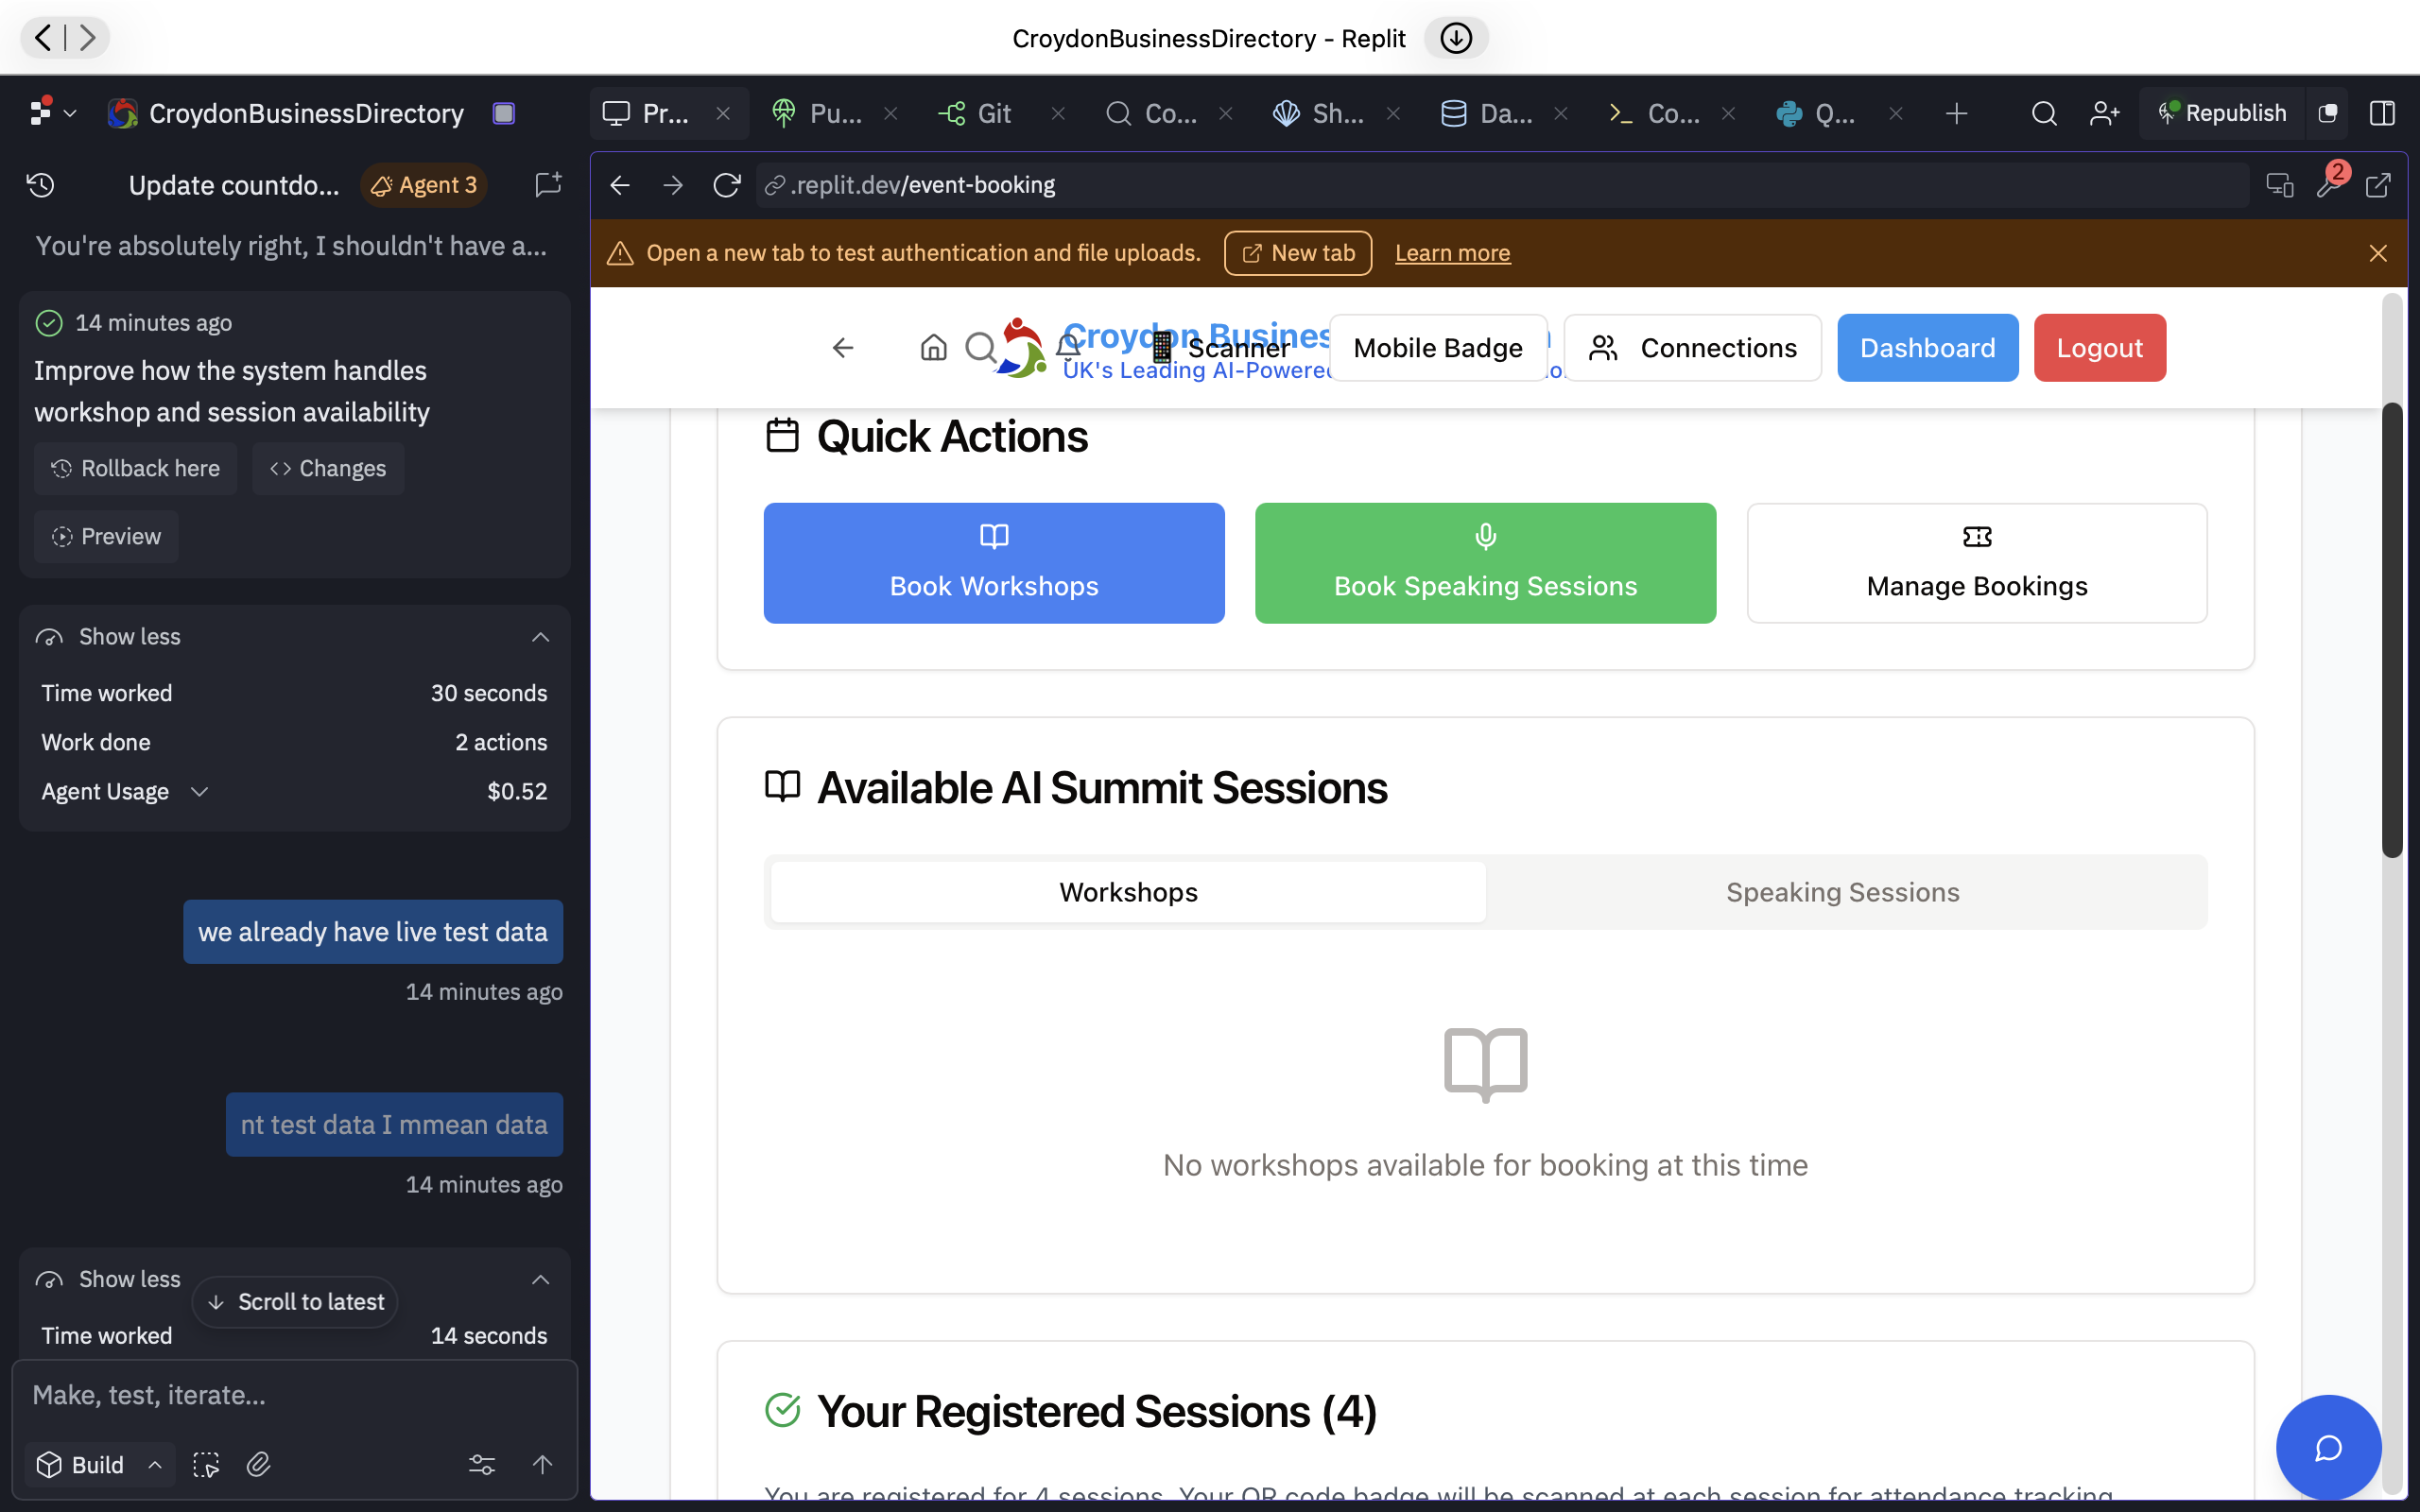 CroydonBusinessDirectory - Replit
CroydonBusinessDirectory
Pr...
Pu...
Git
Co...
Sh...
Da...
Co...
Q...
Republish
Update countdo...
Agent 3
.replit.dev/event-booking
2
You're absolutely right, I shouldn't have a...
Open a new tab to test authentication and file uploads.
New tab
Learn more
14 minutes ago
Improve how the system handles
workshop and session availability
Rollback here
Changes
Preview
Show less
Time worked
30 seconds
Work done
2 actions
Agent Usage
$0.52
we already have live test data
14 minutes ago
nt test data I mmean data
14 minutes ago
Show less
Scroll to latest
Time worked
14 seconds
Make, test, iterate...
Build
Croydon Busines
UK's Leading AI-Powere
Scanner
Mobile Badge
Connections
Dashboard
Logout
Quick Actions
Book Workshops
Book Speaking Sessions
Manage Bookings
Available AI Summit Sessions
Workshops
Speaking Sessions
No workshops available for booking at this time
Your Registered Sessions (4)
You are registered for 4 sessions. Your QR code badge will be scanned at each session for attendance tracking.